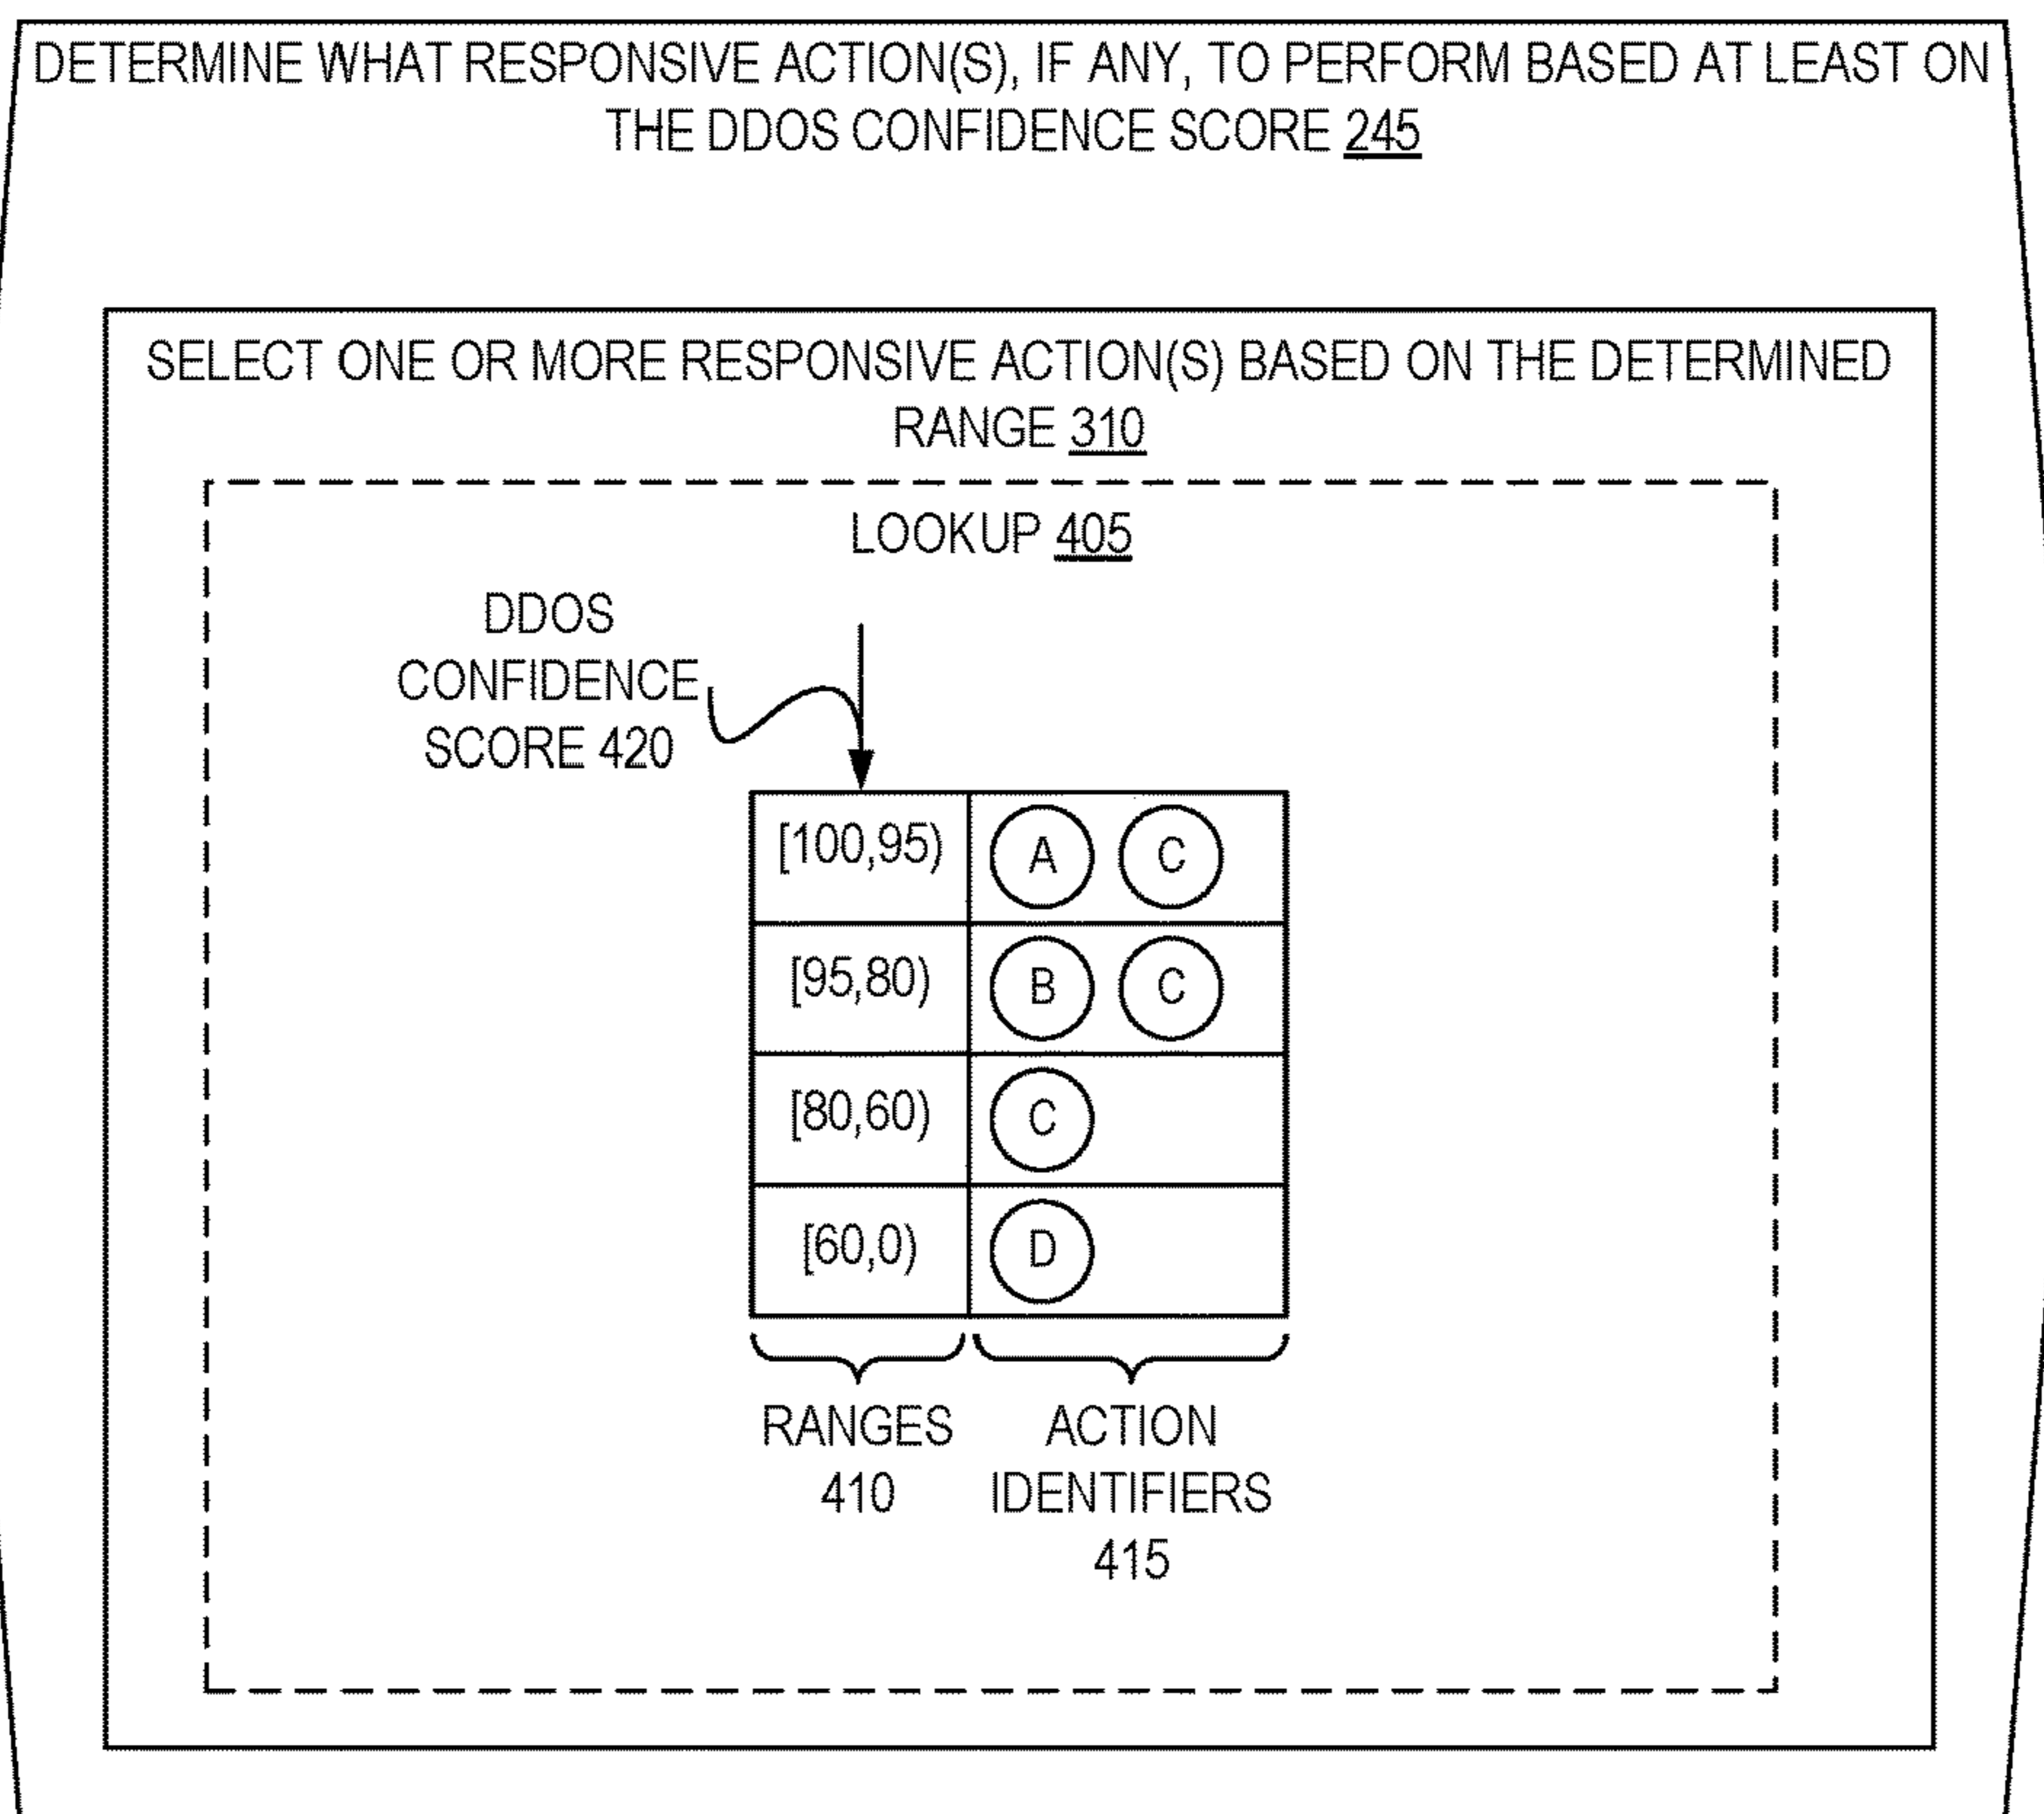 DETERMINE WHAT RESPONSIVE ACTION(S), IF ANY, TO PERFORM BASED AT LEAST ON
THE DDOS CONFIDENCE SCORE 245
SELECT ONE OR MORE RESPONSIVE ACTION(S) BASED ON THE DETERMINED
RANGE 310
LOOKUP 405
DDOS
CONFIDENCE
SCORE 420
[100,95) A C
[95,80) B C
[80,60) C
[60,0) D
RANGES
410
ACTION
IDENTIFIERS
415